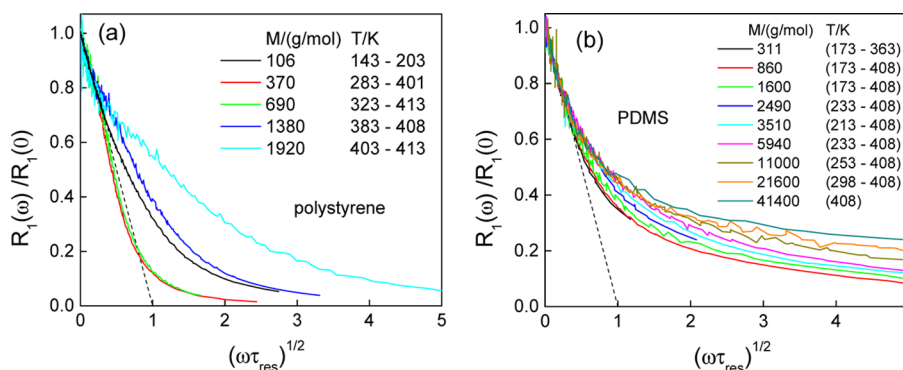 (a)
M/(g/mol) T/K
106 143 - 203
370 283 - 401
690 323 - 413
1380 383 - 408
1920 403 - 413
polystyrene
R₁(ω) /R₁(0)
1.0
0.8
0.6
0.4
0.2
0.0
0 1 2 3 4 5
(ωτres)^1/2
(b)
M/(g/mol) T/K
311 (173 - 363)
860 (173 - 408)
1600 (173 - 408)
2490 (233 - 408)
3510 (213 - 408)
5940 (233 - 408)
11000 (253 - 408)
21600 (298 - 408)
41400 (408)
PDMS
R₁(ω) /R₁(0)
1.0
0.8
0.6
0.4
0.2
0.0
0 1 2 3 4
(ωτres)^1/2